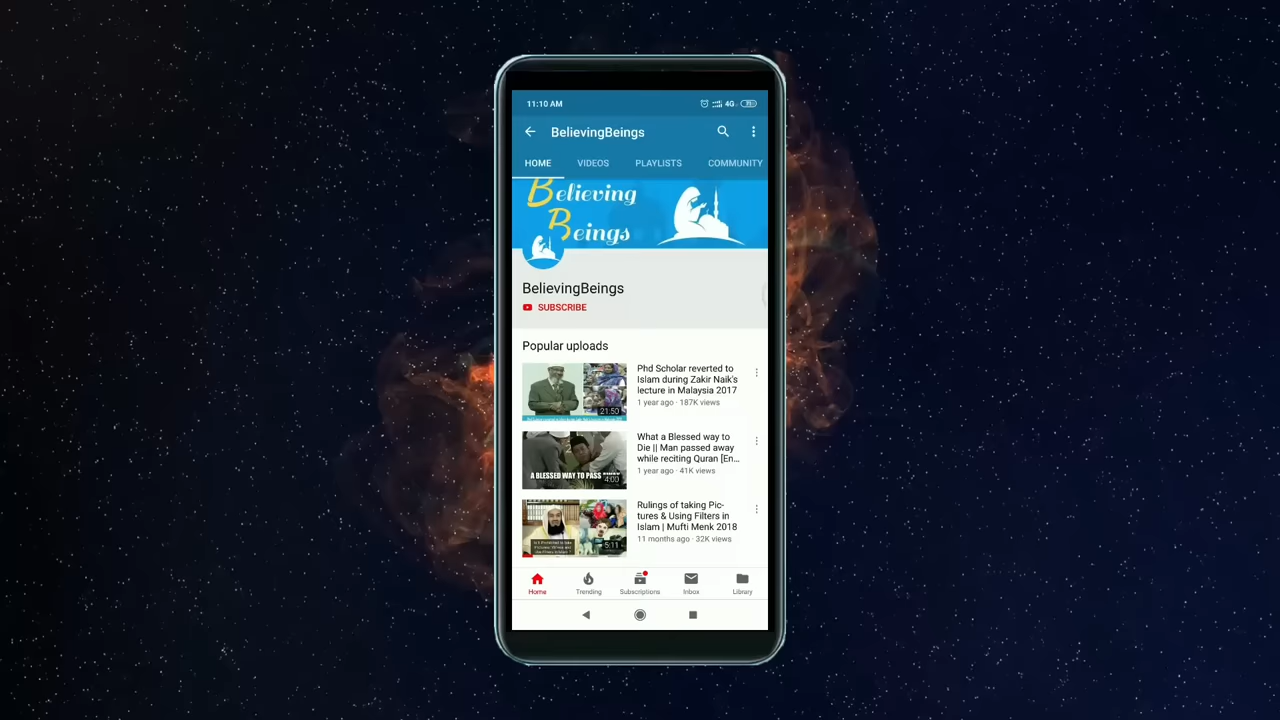 11:10 AM
4G
BelievingBeings
HOME VIDEOS PLAYLISTS COMMUNITY
Believing
Beings
BelievingBeings
SUBSCRIBE
Popular uploads
Phd Scholar reverted to
Islam during Zakir Naik's
lecture in Malaysia 2017
1 year ago · 187K views
21:50
What a Blessed way to
Die || Man passed away
while reciting Quran [En...
1 year ago · 41K views
A BLESSED WAY TO PASS AWAY
4:00
Rulings of taking Pic-
tures & Using Filters in
Islam | Mufti Menk 2018
11 months ago · 32K views
5:11
Home Trending Subscriptions Inbox Library